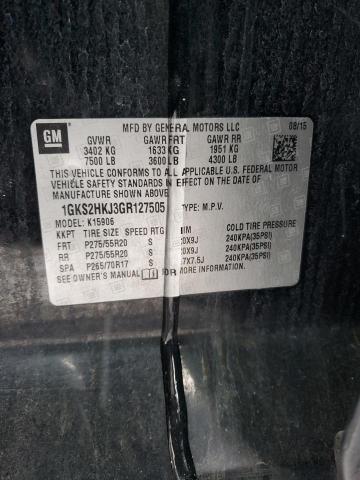 GM
MFD BY GENERAL MOTORS LLC 08/15
GVWR GAWR FRT GAWR RR
3402 KG 1633 KG 1951 KG
7500 LB 3600 LB 4300 LB
THIS VEHICLE CONFORMS TO ALL APPLICABLE U.S. FEDERAL MOTOR
VEHICLE SAFETY AND THEFT PREVENTION STANDARDS IN EFFECT ON THE DATE OF
MANUFACTURE SHOWN ABOVE.
1GKS2HKJ3GR127505 TYPE: M.P.V.
MODEL: K15906
KKPT TIRE SIZE SPEED RTG RIM COLD TIRE PRESSURE
FRT P275/55R20 S 20X9J 240KPA(35PSI)
RR P275/55R20 S 20X9J 240KPA(35PSI)
SPA P265/70R17 S 17X7.5J 240KPA(35PSI)
SEE OWNER'S MANUAL FOR MORE INFORMATION.